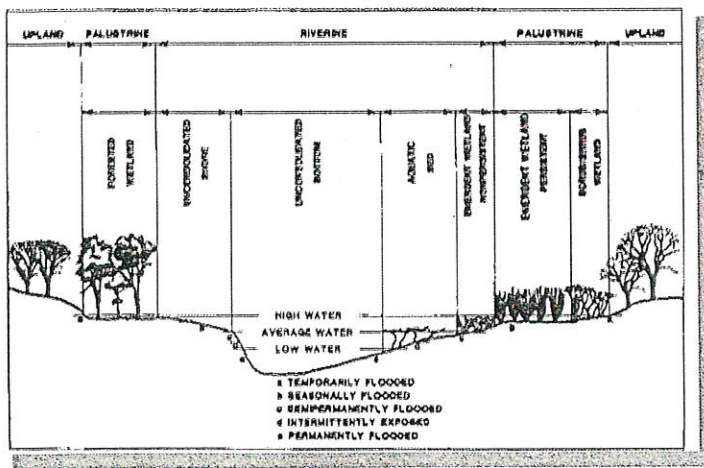 UPLAND PALUSTRINE RIVERINE PALUSTRINE UPLAND
FORESTED
WETLAND
UNCONSOLIDATED
SHORE
UNCONSOLIDATED
BOTTOM
AQUATIC
BED
EMERGENT WETLAND
NONPERSISTENT
EMERGENT WETLAND
PERSISTENT
SCRUB-SHRUB
WETLAND
HIGH WATER
AVERAGE WATER
LOW WATER
a TEMPORARILY FLOODED
b SEASONALLY FLOODED
c SEMIPERMANENTLY FLOODED
d INTERMITTENTLY EXPOSED
e PERMANENTLY FLOODED